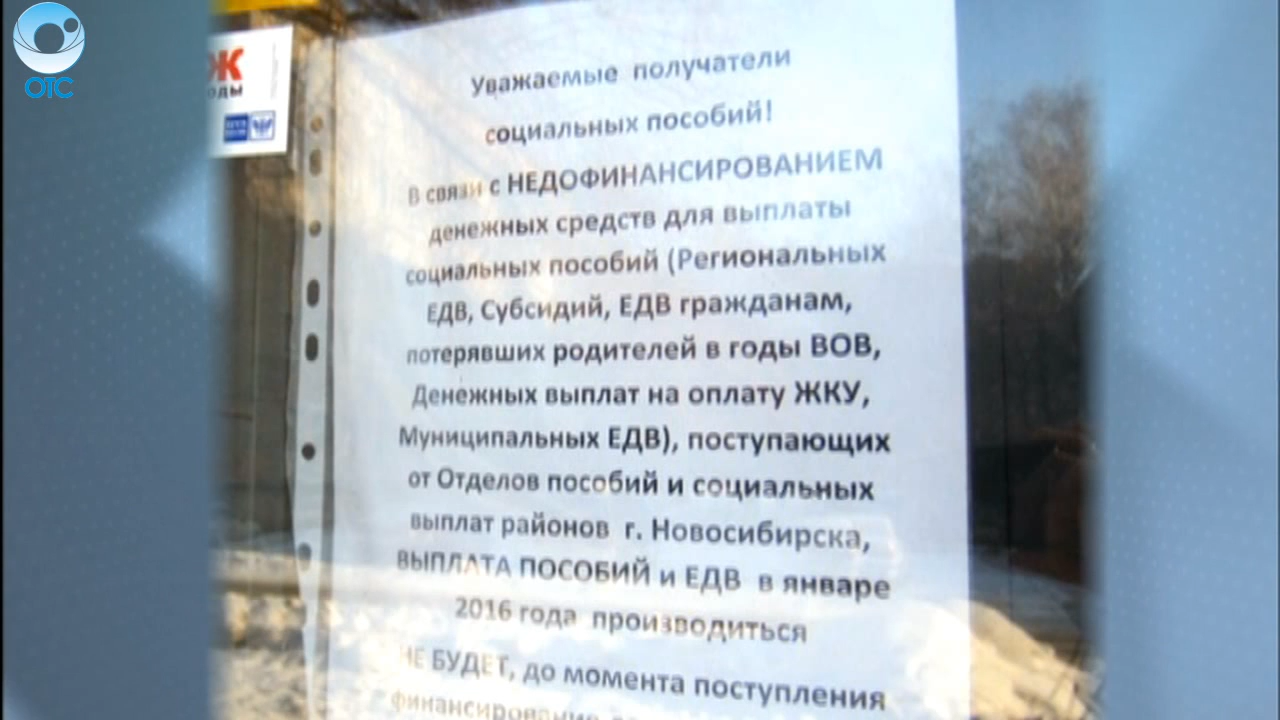 ОТС
Ж
оды
Уважаемые получатели
социальных пособий!
В связи с НЕДОФИНАНСИРОВАНИЕМ
денежных средств для выплаты
социальных пособий (Региональных
ЕДВ, Субсидий, ЕДВ гражданам,
потерявших родителей в годы ВОВ,
Денежных выплат на оплату ЖКУ,
Муниципальных ЕДВ), поступающих
от Отделов пособий и социальных
выплат районов г. Новосибирска,
ВЫПЛАТА ПОСОБИЙ и ЕДВ в январе
2016 года производиться
НЕ БУДЕТ, до момента поступления